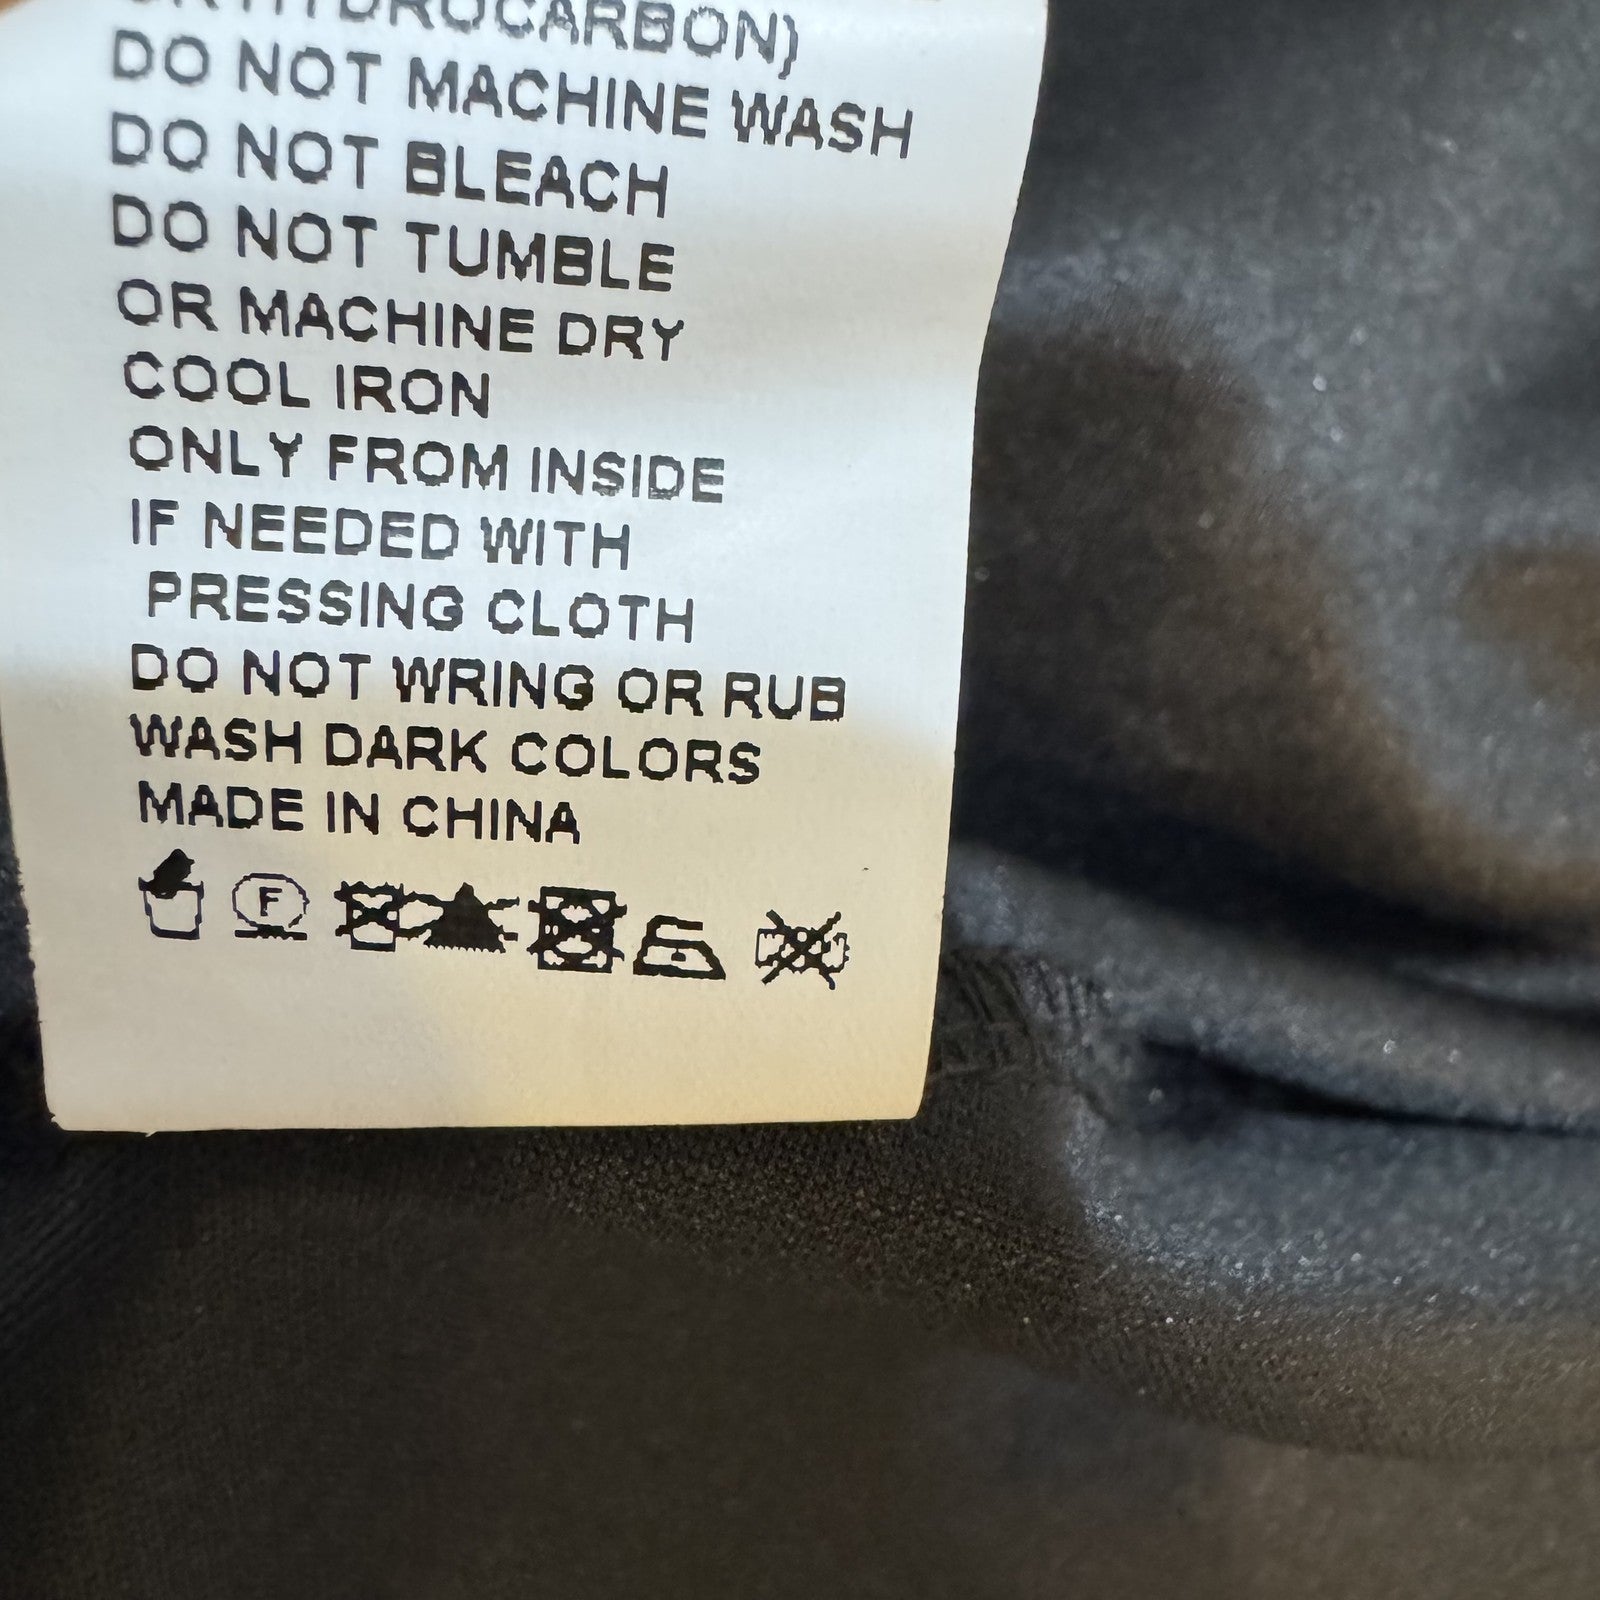 HYDROCARBON)
DO NOT MACHINE WASH
DO NOT BLEACH
DO NOT TUMBLE
OR MACHINE DRY
COOL IRON
ONLY FROM INSIDE
IF NEEDED WITH
PRESSING CLOTH
DO NOT WRING OR RUB
WASH DARK COLORS
MADE IN CHINA
F